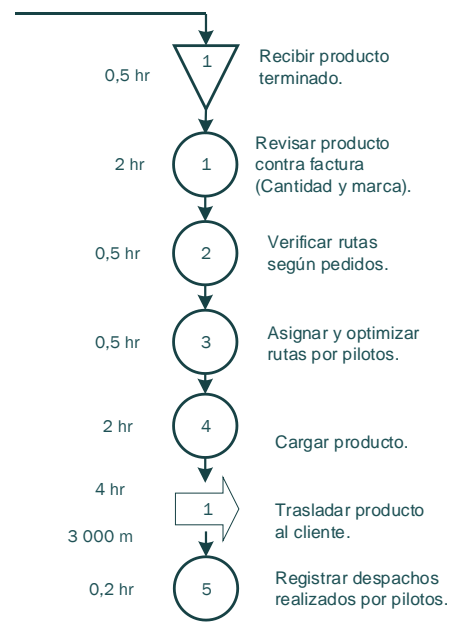 0,5 hr
1
Recibir producto
terminado.
2 hr
1
Revisar producto
contra factura
(Cantidad y marca).
0,5 hr
2
Verificar rutas
según pedidos.
0,5 hr
3
Asignar y optimizar
rutas por pilotos.
2 hr
4
Cargar producto.
4 hr
3 000 m
1
Trasladar producto
al cliente.
0,2 hr
5
Registrar despachos
realizados por pilotos.